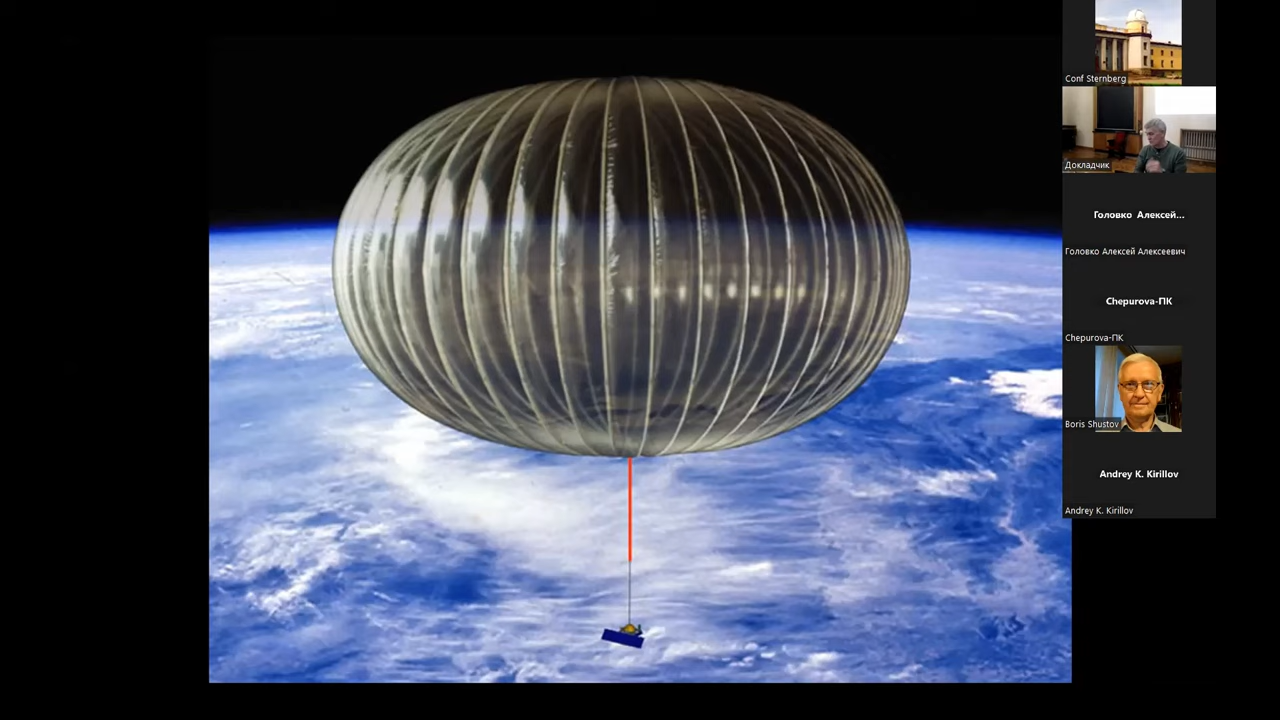 Conf Sternberg
Докладчик
Головко Алексей...
Головко Алексей Алексеевич
Chepurova-ПК
Chepurova-ПК
Boris Shustov
Andrey K. Kirillov
Andrey K. Kirillov